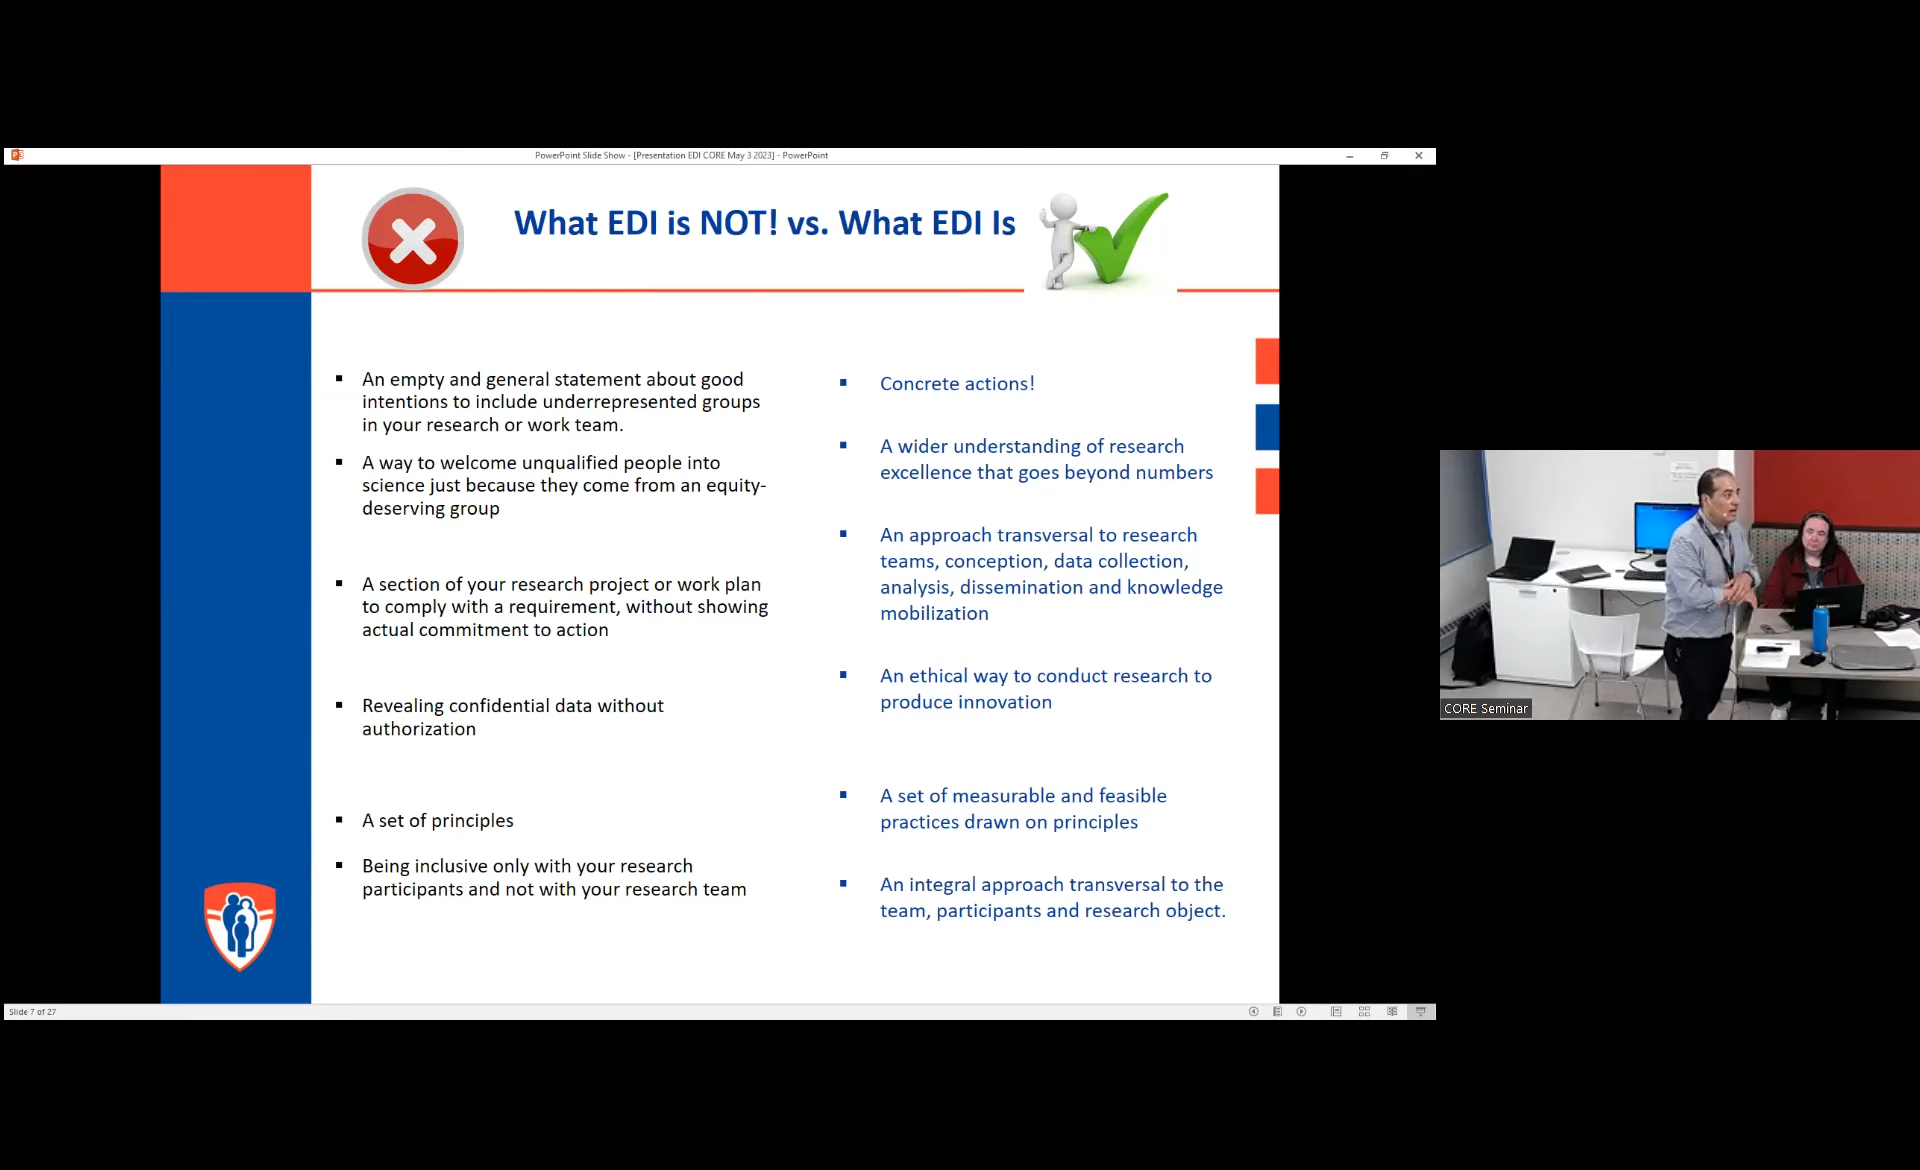 PowerPoint Slide Show - [Presentation EDI CORE May 3 2023] - PowerPoint
What EDI is NOT! vs. What EDI Is
An empty and general statement about good
intentions to include underrepresented groups
in your research or work team.
A way to welcome unqualified people into
science just because they come from an equity-
deserving group
A section of your research project or work plan
to comply with a requirement, without showing
actual commitment to action
Revealing confidential data without
authorization
A set of principles
Being inclusive only with your research
participants and not with your research team
Concrete actions!
A wider understanding of research
excellence that goes beyond numbers
An approach transversal to research
teams, conception, data collection,
analysis, dissemination and knowledge
mobilization
An ethical way to conduct research to
produce innovation
A set of measurable and feasible
practices drawn on principles
An integral approach transversal to the
team, participants and research object.
CORE Seminar
Slide 7 of 27